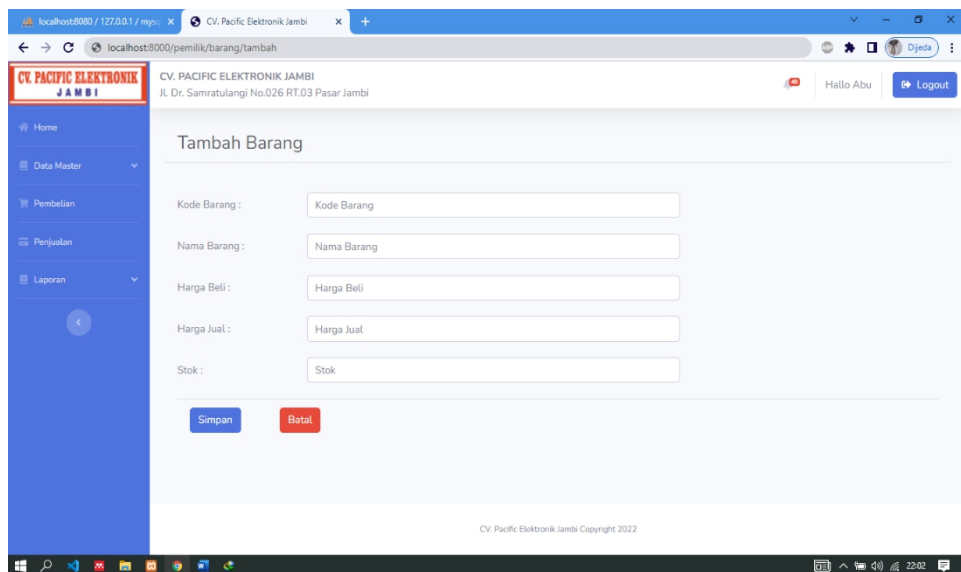 localhost:8080 / 127.0.0.1 / mysq
CV. Pacific Elektronik Jambi
localhost:8000/pemilik/barang/tambah
Dijeda
CV. PACIFIC ELEKTRONIK
JAMBI
CV. PACIFIC ELEKTRONIK JAMBI
Jl. Dr. Samratulangi No.026 RT.03 Pasar Jambi
Hallo Abu
Logout
Home
Data Master
Pembelian
Penjualan
Laporan
Tambah Barang
Kode Barang :
Kode Barang
Nama Barang :
Nama Barang
Harga Beli :
Harga Beli
Harga Jual :
Harga Jual
Stok :
Stok
Simpan
Batal
CV. Pacific Elektronik Jambi Copyright 2022
22:02